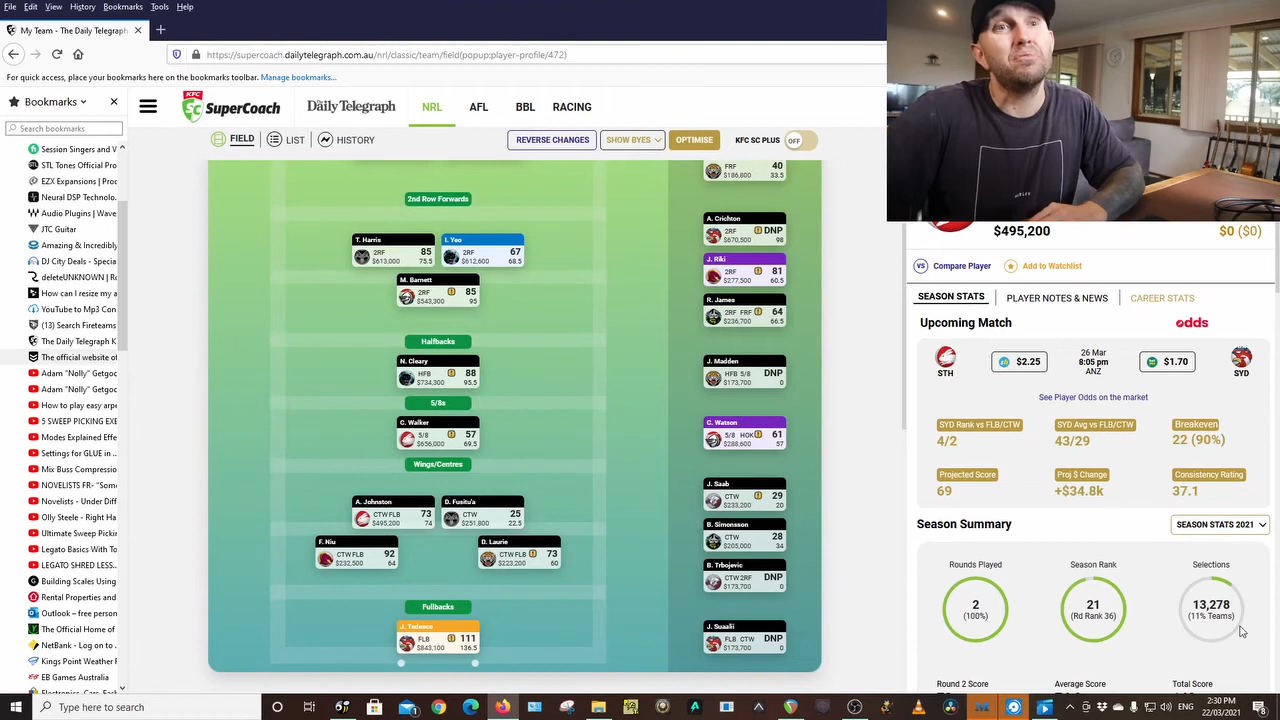 File Edit View History Bookmarks Tools Help
My Team - The Daily Telegraph
https://supercoach.dailytelegraph.com.au/nrl/classic/team/field(popup:player-profile/472)
For quick access, place your bookmarks here on the bookmarks toolbar. Manage bookmarks...
Bookmarks
Search bookmarks
Session Singers and V
STL Tones Official Pro
EZX Expansions | Proc
Neural DSP Technolo
Audio Plugins | Wave
JTC Guitar
Amazing & Incredibly
DJ City Deals - Specia
deleteUNKNOWN | Ro
How can I resize my a
YouTube to Mp3 Con
(13) Search Fireteams
The Daily Telegraph K
The official website of
Adam "Nolly" Getgoo
Adam "Nolly" Getgoo
How to play easy arpe
5 SWEEP PICKING EXE
Modes Explained Effe
Settings for GLUE in
Mix Buss Compressio
NOVELISTS FR- "Som
Novelists - Under Dif
Olly Steele - Right Ha
Ultimate Sweep Picki
Legato Basics With To
LEGATO SHRED LESS
Building Scales Using
Rental Properties and
Outlook – free person
The Official Home of
NetBank - Log on to
Kings Point Weather F
EB Games Australia
KFC SC SUPERCOACH
The Daily Telegraph
NRL AFL BBL RACING
FIELD LIST HISTORY
REVERSE CHANGES SHOW BYES OPTIMISE KFC SC PLUS OFF
2nd Row Forwards
T. Harris
2RF 85
$613,000 75.5
I. Yeo
2RF 67
$612,600 68.5
M. Barnett
2RF 85
$543,300 95
Halfbacks
N. Cleary
HFB 88
$734,300 95.5
5/8s
C. Walker
5/8 57
$656,000 69.5
Wings/Centres
A. Johnston
CTW FLB 73
$495,200 74
D. Fusitu'a
CTW 25
$251,800 22.5
F. Niu
CTW FLB 92
$232,500 64
D. Laurie
CTW FLB 73
$223,200 60
Fullbacks
J. Tedesco
FLB 111
$843,100 136.5
FRF 40
$186,800 33.5
A. Crichton
2RF DNP
$670,500 98
J. Riki
2RF 81
$277,500 60.5
R. James
2RF FRF 64
$236,700 66.5
J. Madden
HFB 5/8 DNP
$173,700 0
C. Watson
5/8 HOK 61
$288,600 57
J. Saab
CTW 29
$233,200 20
B. Simonsson
CTW 28
$205,000 34
B. Trbojevic
CTW 2RF DNP
$173,700 0
J. Suaalii
FLB CTW DNP
$173,700 0
$495,200 $0 ($0)
VS Compare Player Add to Watchlist
SEASON STATS PLAYER NOTES & NEWS CAREER STATS
Upcoming Match odds
STH $2.25 26 Mar 8:05 pm ANZ $1.70 SYD
See Player Odds on the market
SYD Rank vs FLB/CTW
4/2
SYD Avg vs FLB/CTW
43/29
Breakeven
22 (90%)
Projected Score
69
Proj $ Change
+$34.8k
Consistency Rating
37.1
Season Summary SEASON STATS 2021
Rounds Played
2
(100%)
Season Rank
21
(Rd Rank 36)
Selections
13,278
(11% Teams)
Round 2 Score Average Score Total Score
Type here to search
2:30 PM
22/03/2021